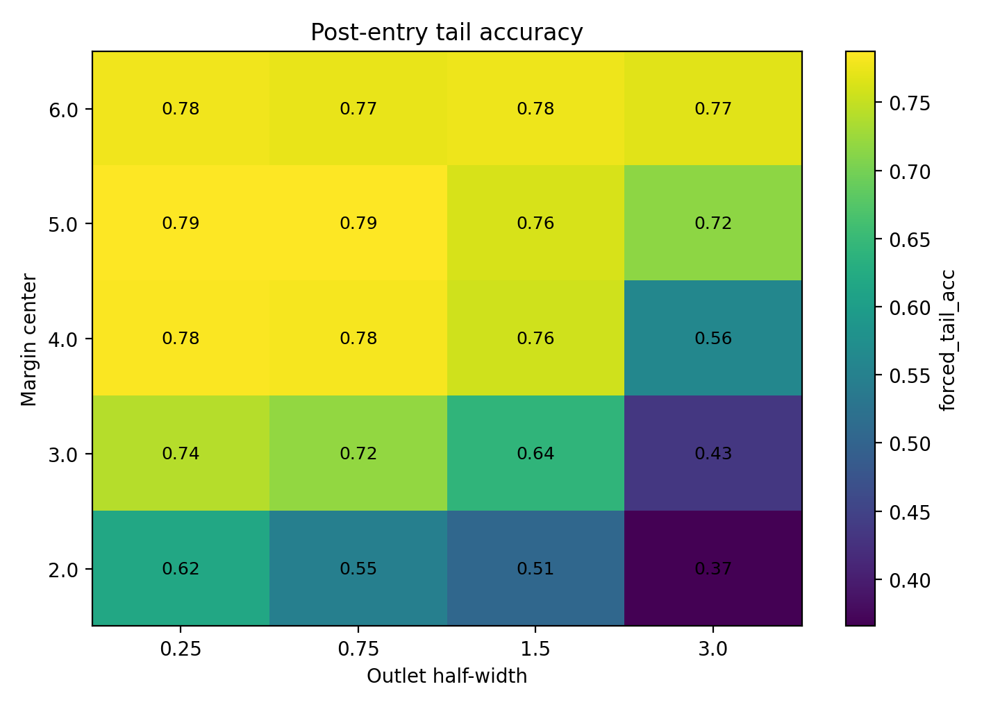 Post-entry tail accuracy
6.0 0.78 0.77 0.78 0.77
5.0 0.79 0.79 0.76 0.72
4.0 0.78 0.78 0.76 0.56
3.0 0.74 0.72 0.64 0.43
2.0 0.62 0.55 0.51 0.37
0.25 0.75 1.5 3.0
Outlet half-width
Margin center
0.75
0.70
0.65
0.60
0.55
0.50
0.45
0.40
forced_tail_acc